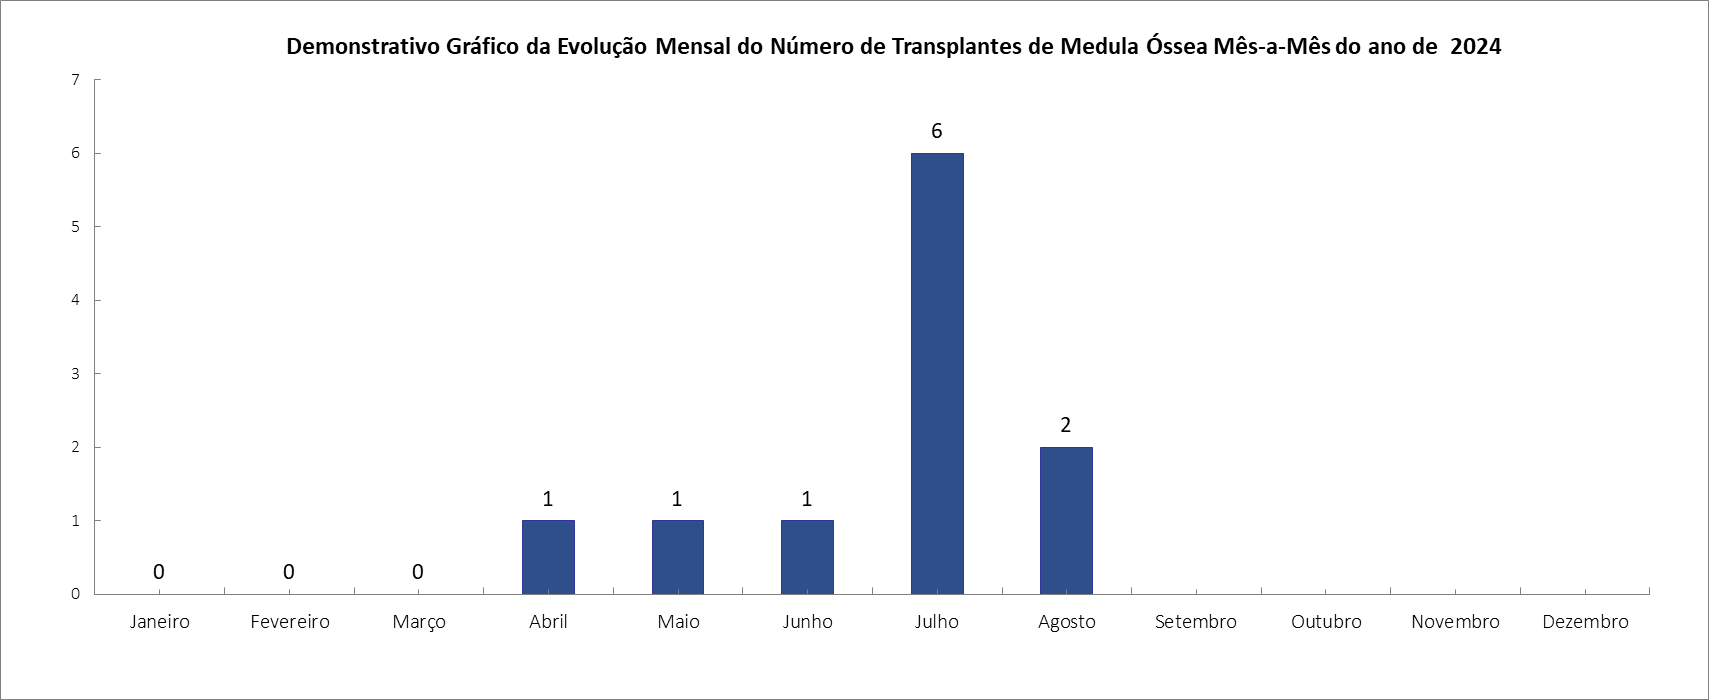 Demonstrativo Gráfico da Evolução Mensal do Número de Transplantes de Medula Óssea Mês-a-Mês do ano de 2024
7
6
5
4
3
2
1
0
0 0 0 1 1 1 6 2
Janeiro Fevereiro Março Abril Maio Junho Julho Agosto Setembro Outubro Novembro Dezembro